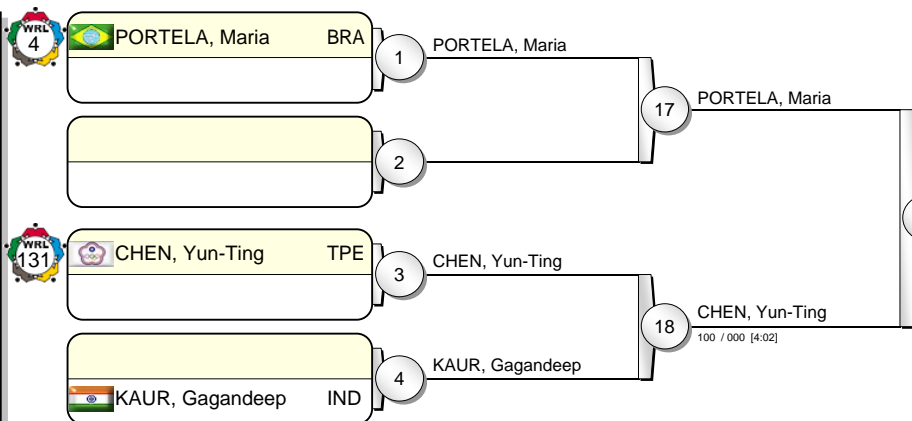 WRL
4
PORTELA, Maria BRA
1
PORTELA, Maria
17
PORTELA, Maria
2
WRL
131
CHEN, Yun-Ting TPE
3
CHEN, Yun-Ting
18
CHEN, Yun-Ting
100 / 000 [4:02]
4
KAUR, Gagandeep
KAUR, Gagandeep IND